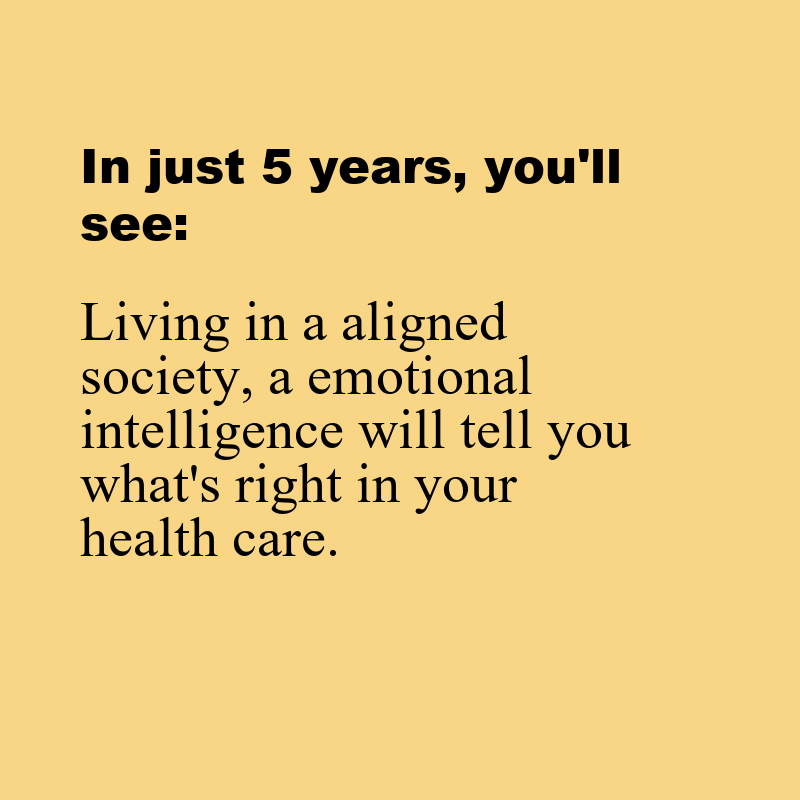 In just 5 years, you'll
see:
Living in a aligned
society, a emotional
intelligence will tell you
what's right in your
health care.